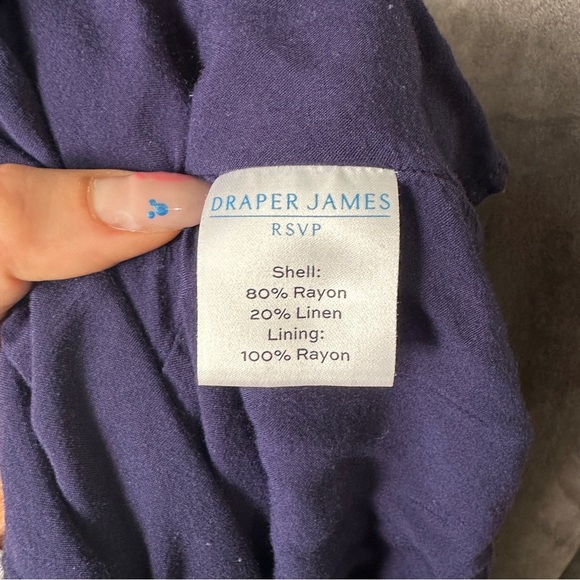 DRAPER JAMES
RSVP
Shell:
80% Rayon
20% Linen
Lining:
100% Rayon